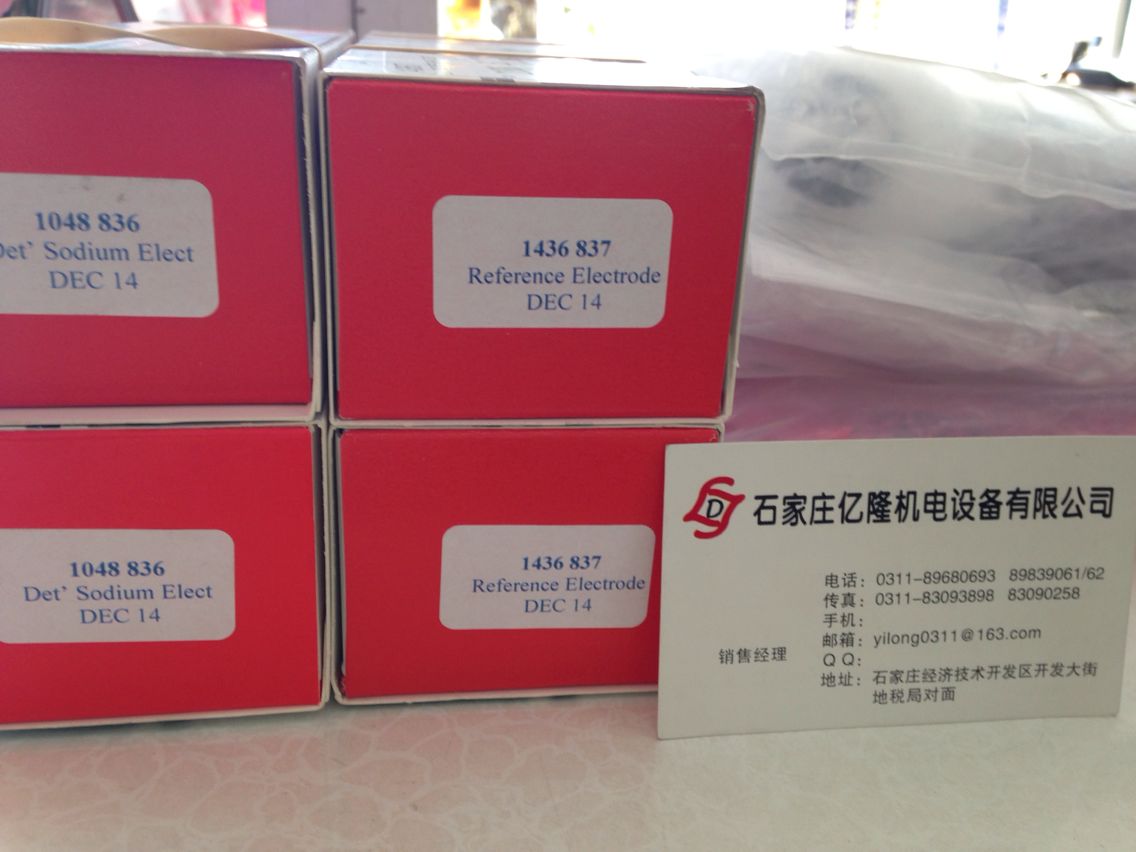 1048 836
Det' Sodium Elect
DEC 14
1436 837
Reference Electrode
DEC 14
1048 836
Det' Sodium Elect
DEC 14
1436 837
Reference Electrode
DEC 14
D
石家庄亿隆机电设备有限公司
电话：0311-89680693 89839061/62
传真：0311-83093898 83090258
手机：
邮箱：yilong0311@163.com
销售经理
Q Q：
地址：石家庄经济技术开发区开发大街
地税局对面